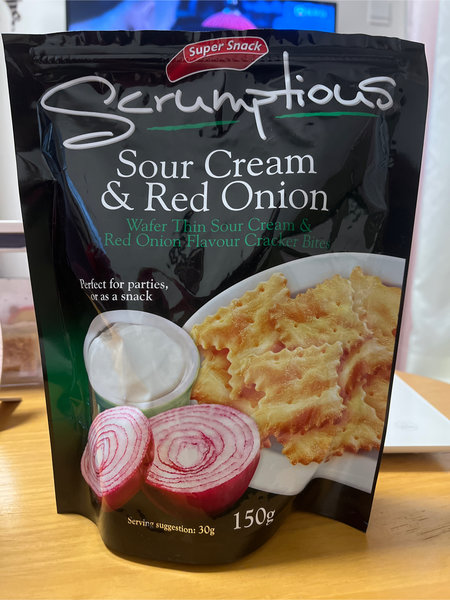 Super Snack
Scrumptious
Sour Cream
& Red Onion
Wafer Thin Sour Cream &
Red Onion Flavour Cracker Bites
Perfect for parties,
or as a snack
Serving suggestion: 30g
150g